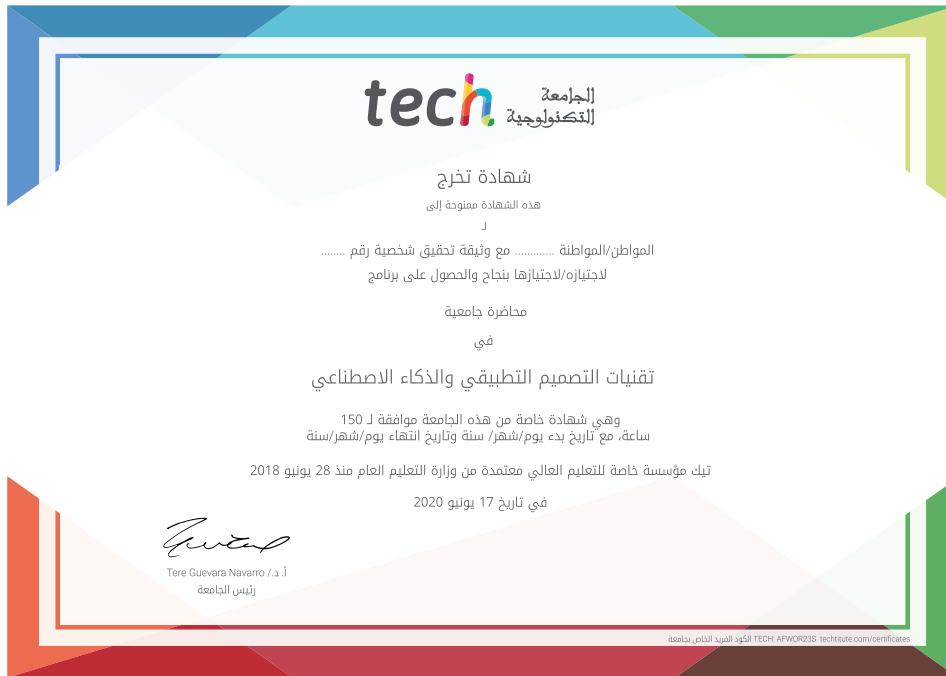 tech الجامعة
التكنولوجية
شهادة تخرج
هذه الشهادة ممنوحة إلى
لـ
المواطن/المواطنة ............ مع وثيقة تحقيق شخصية رقم ........
لاجتيازه/لاجتيازها بنجاح والحصول على برنامج
محاضرة جامعية
في
تقنيات التصميم التطبيقي والذكاء الاصطناعي
وهي شهادة خاصة من هذه الجامعة موافقة لـ 150
ساعة، مع تاريخ بدء يوم/شهر/ سنة وتاريخ انتهاء يوم/شهر/سنة
تيك مؤسسة خاصة للتعليم العالي معتمدة من وزارة التعليم العام منذ 28 يونيو 2018
في تاريخ 17 يونيو 2020
أ. د./ Tere Guevara Navarro
رئيس الجامعة
الكود الفريد الخاص بجامعة TECH: AFWOR23S techtitute.com/certificates